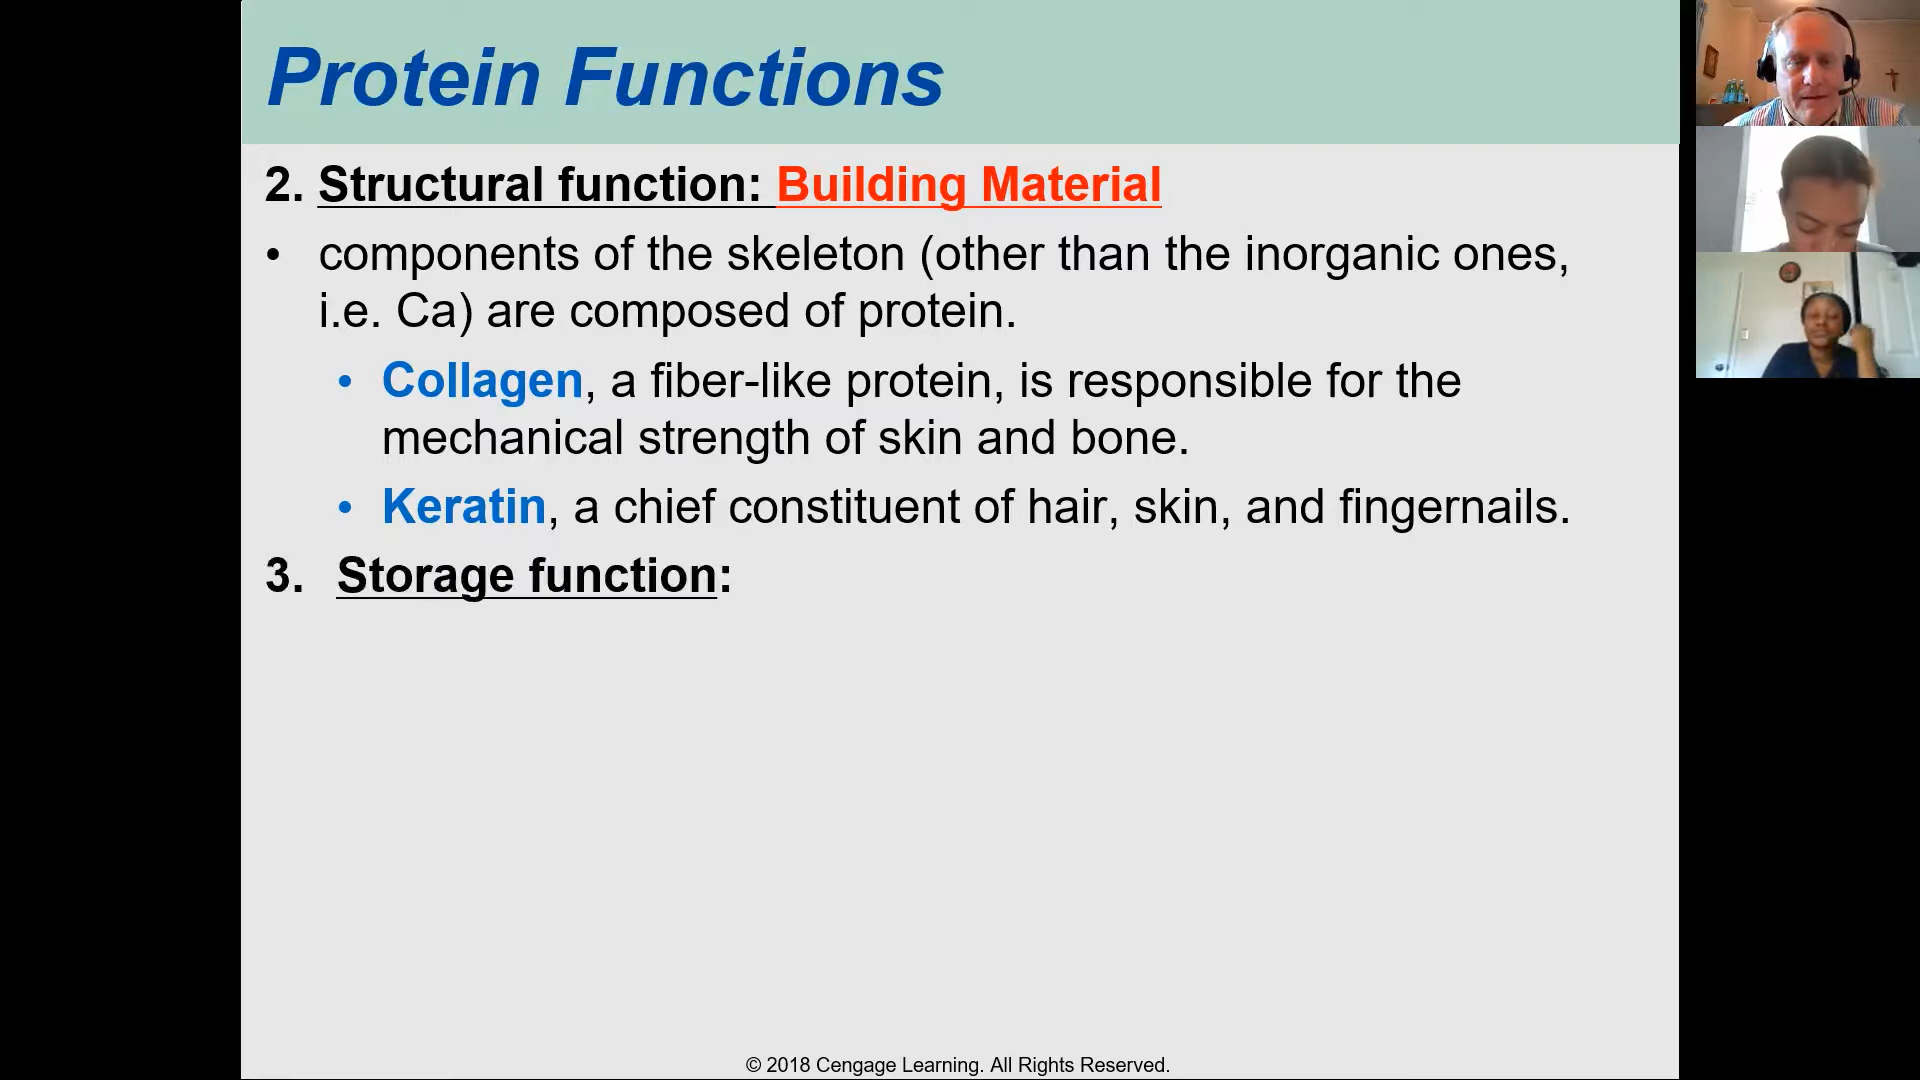 Protein Functions
2. Structural function: Building Material
• components of the skeleton (other than the inorganic ones,
i.e. Ca) are composed of protein.
• Collagen, a fiber-like protein, is responsible for the
mechanical strength of skin and bone.
• Keratin, a chief constituent of hair, skin, and fingernails.
3. Storage function:
© 2018 Cengage Learning. All Rights Reserved.